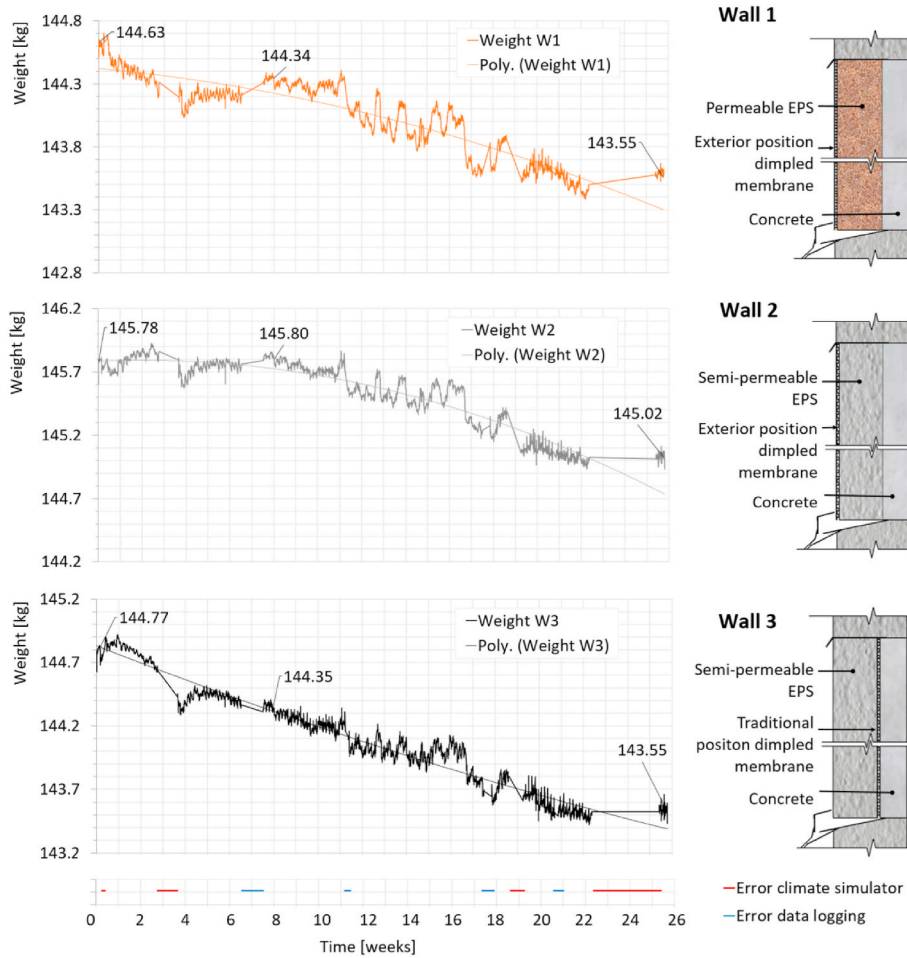 Weight [kg]
144.8
144.3
143.8
143.3
142.8
144.63
144.34
143.55
Weight W1
Poly. (Weight W1)
Wall 1
Permeable EPS
Exterior position
dimpled
membrane
Concrete
Weight [kg]
146.2
145.7
145.2
144.7
144.2
145.78
145.80
145.02
Weight W2
Poly. (Weight W2)
Wall 2
Semi-permeable
EPS
Exterior position
dimpled
membrane
Concrete
Weight [kg]
145.2
144.7
144.2
143.7
143.2
144.77
144.35
143.55
Weight W3
Poly. (Weight W3)
Wall 3
Semi-permeable
EPS
Traditional
positon dimpled
membrane
Concrete
0 2 4 6 8 10 12 14 16 18 20 22 24 26
Time [weeks]
Error climate simulator
Error data logging